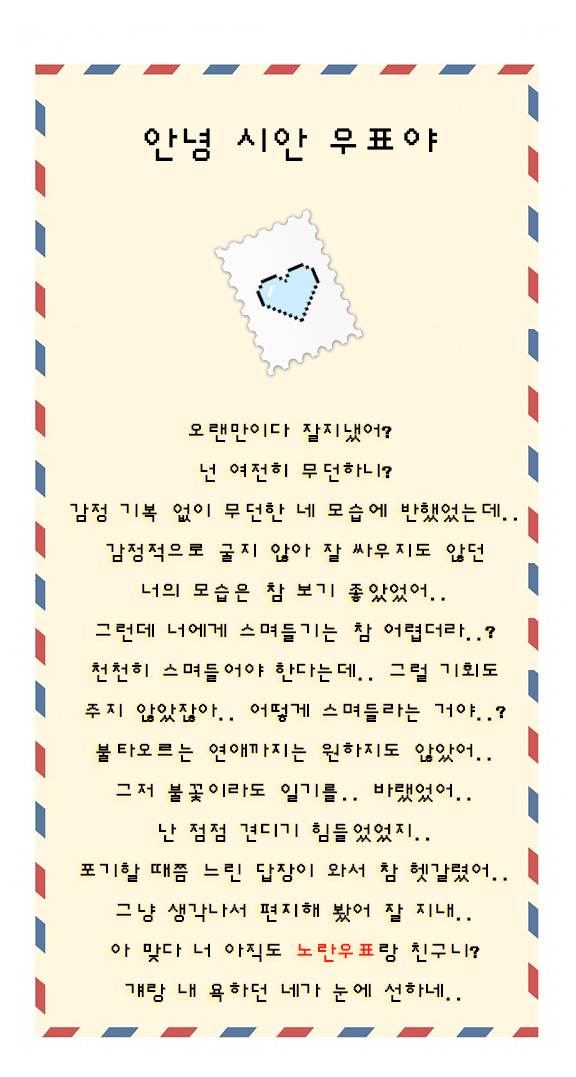 안녕 시안 우표야
오랜만이다 잘지냈어?
넌 여전히 무던하니?
감정 기복 없이 무던한 네 모습에 반했었는데..
감정적으로 굴지 않아 잘 싸우지도 않던
너의 모습은 참 보기 좋았었어..
그런데 너에게 스며들기는 참 어렵더라..?
천천히 스며들어야 한다는데.. 그럴 기회도
주지 않았잖아.. 어떻게 스며들라는 거야..?
불타오르는 연애까지는 원하지도 않았어..
그저 불꽃이라도 일기를.. 바랬었어..
난 점점 견디기 힘들었었지..
포기할 때쯤 느린 답장이 와서 참 헷갈렸어..
그냥 생각나서 편지해 봤어 잘 지내..
아 맞다 너 아직도 노란우표랑 친구니?
걔랑 내 욕하던 네가 눈에 선하네..